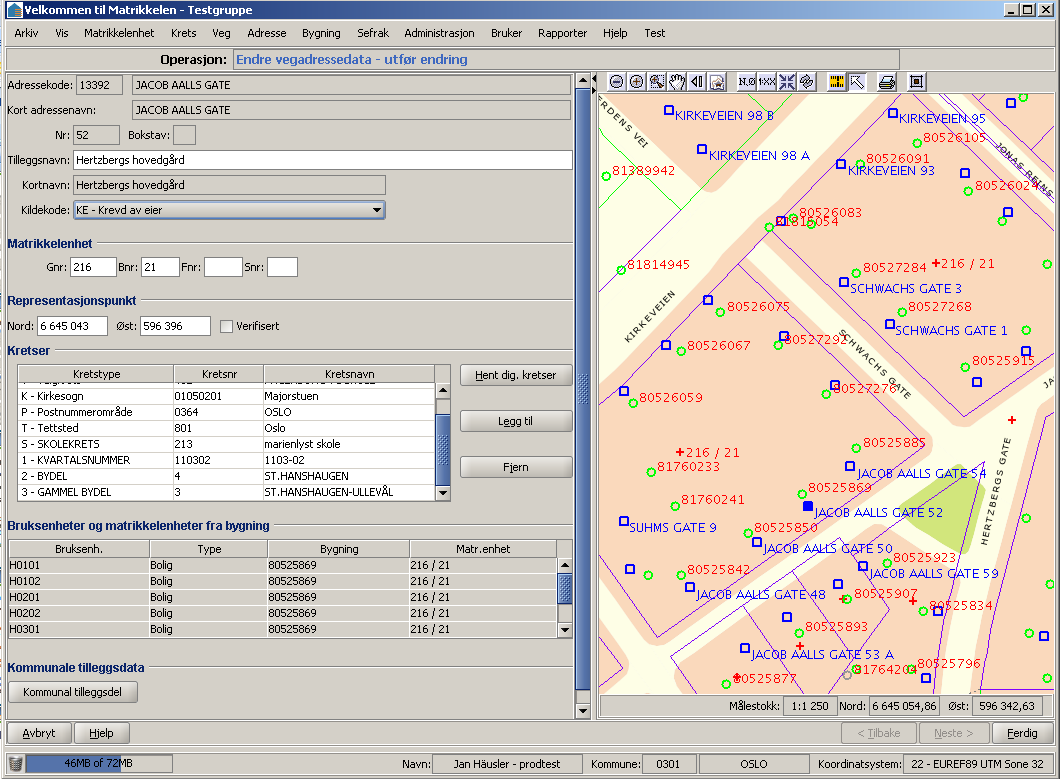 Velkommen til Matrikkelen - Testgruppe
Arkiv Vis Matrikkelenhet Krets Veg Adresse Bygning Sefrak Administrasjon Bruker Rapporter Hjelp Test
Operasjon: Endre vegadressedata - utfør endring
Adressekode: 13392 JACOB AALLS GATE
Kort adressenavn: JACOB AALLS GATE
Nr: 52 Bokstav:
Tilleggsnavn: Hertzbergs hovedgård
Kortnavn: Hertzbergs hovedgård
Kildekode: KE - Krevd av eier
Matrikkelenhet
Gnr: 216 Bnr: 21 Fnr: Snr:
Representasjonspunkt
Nord: 6 645 043 Øst: 596 396 Verifisert
Kretser
Kretstype Kretsnr Kretsnavn
K - Kirkesogn 01050201 Majorstuen
P - Postnummerområde 0364 OSLO
T - Tettsted 801 Oslo
S - SKOLEKRETS 213 marienlyst skole
1 - KVARTALSNUMMER 110302 1103-02
2 - BYDEL 4 ST.HANSHAUGEN
3 - GAMMEL BYDEL 3 ST.HANSHAUGEN-ULLEVÅL
Hent dig. kretser
Legg til
Fjern
Bruksenheter og matrikkelenheter fra bygning
Bruksenh. Type Bygning Matr.enhet
H0101 Bolig 80525869 216 / 21
H0102 Bolig 80525869 216 / 21
H0201 Bolig 80525869 216 / 21
H0202 Bolig 80525869 216 / 21
H0301 Bolig 80525869 216 / 21
Kommunale tilleggsdata
Kommunal tilleggsdel
N.0 1:XX
ERDENS VEI
KIRKEVEIEN 98 B
KIRKEVEIEN 95
80526105
KIRKEVEIEN 98 A
80526091
KIRKEVEIEN 93
JONAS REINS
81389942
8052602
80526083
81815054
81814945
80527284
216 / 21
SCHWACHS GATE 3
KIRKEVEIEN
80526075
80527268
SCHWACHS GATE 1
80526067
80527292
SCHWACHS GATE
80525915
80526059
80527276
JA
216 / 21
81760233
80525885
JACOB AALLS GATE 54
HERTZBERGS GATE
80525869
81760241
JACOB AALLS GATE 52
SUHMS GATE 9
80525850
JACOB AALLS GATE 50
80525923
80525842
JACOB AALLS GATE 59
JACOB AALLS GATE 48
80525907
80525834
80525893
JACOB AALLS GATE 53 A
81764204
80525796
80525877
Målestokk: 1:1 250 Nord: 6 645 054,86 Øst: 596 342,63
Avbryt Hjelp < Tilbake Neste > Ferdig
46MB of 72MB Navn: Jan Häusler - prodtest Kommune: 0301 OSLO Koordinatsystem: 22 - EUREF89 UTM Sone 32